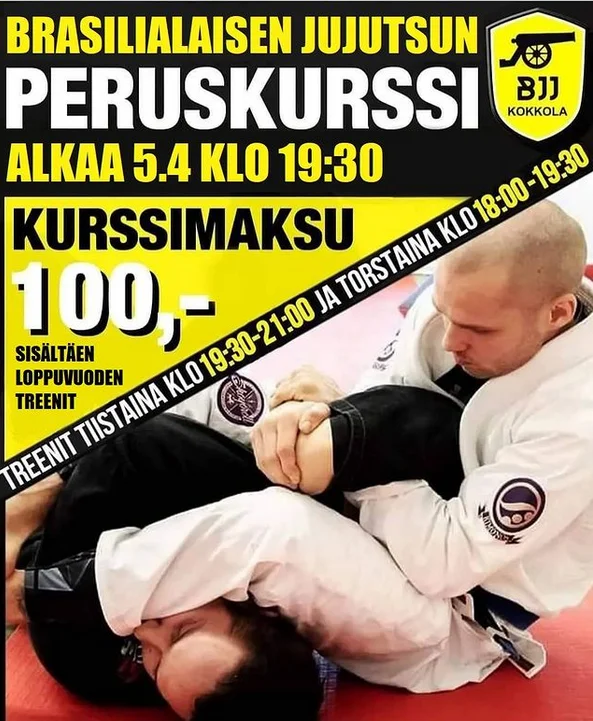 BRASILIALAISEN JUJUTSUN
PERUSKURSSI
ALKAA 5.4 KLO 19:30
BJJ
KOKKOLA
KURSSIMAKSU
100,-
SISÄLTÄEN
LOPPUVUODEN
TREENIT
TREENIT TIISTAINA KLO 19:30-21:00 JA TORSTAINA KLO 18:00-19:30